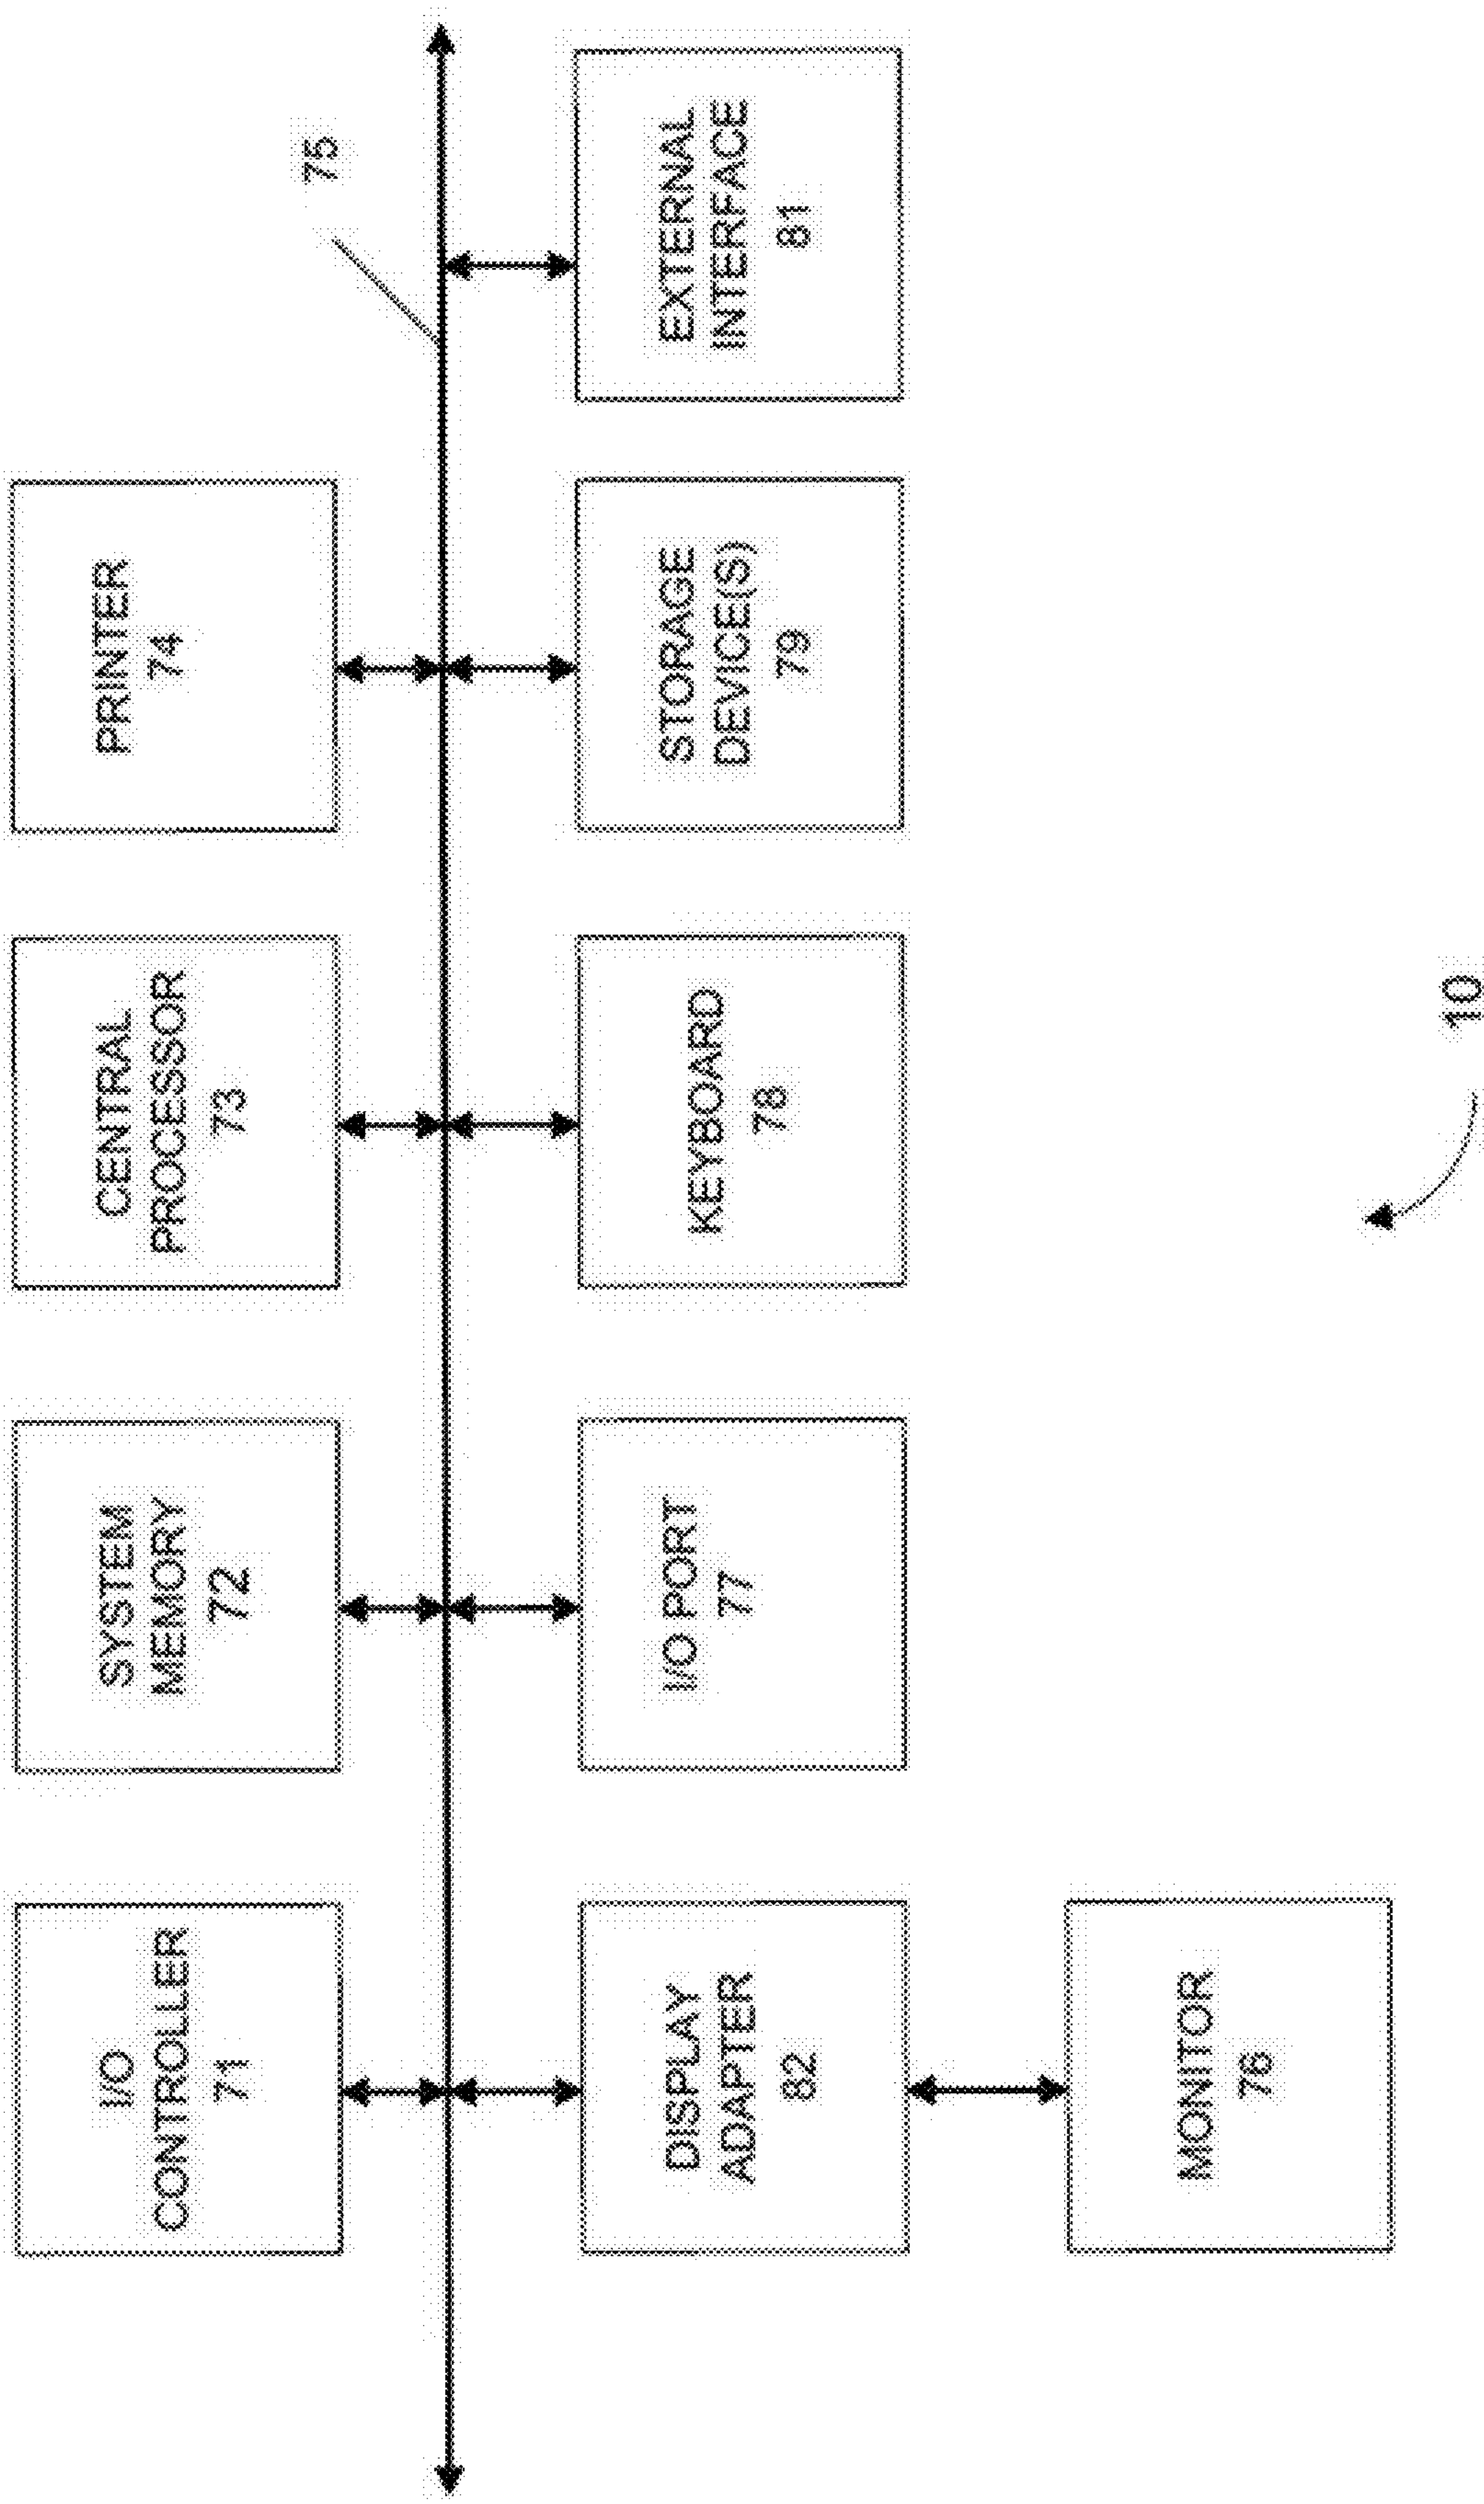 I/O
CONTROLLER
71
SYSTEM
MEMORY
72
CENTRAL
PROCESSOR
73
PRINTER
74
75
DISPLAY
ADAPTER
82
I/O PORT
77
KEYBOARD
78
STORAGE
DEVICE(S)
79
EXTERNAL
INTERFACE
81
MONITOR
76
10